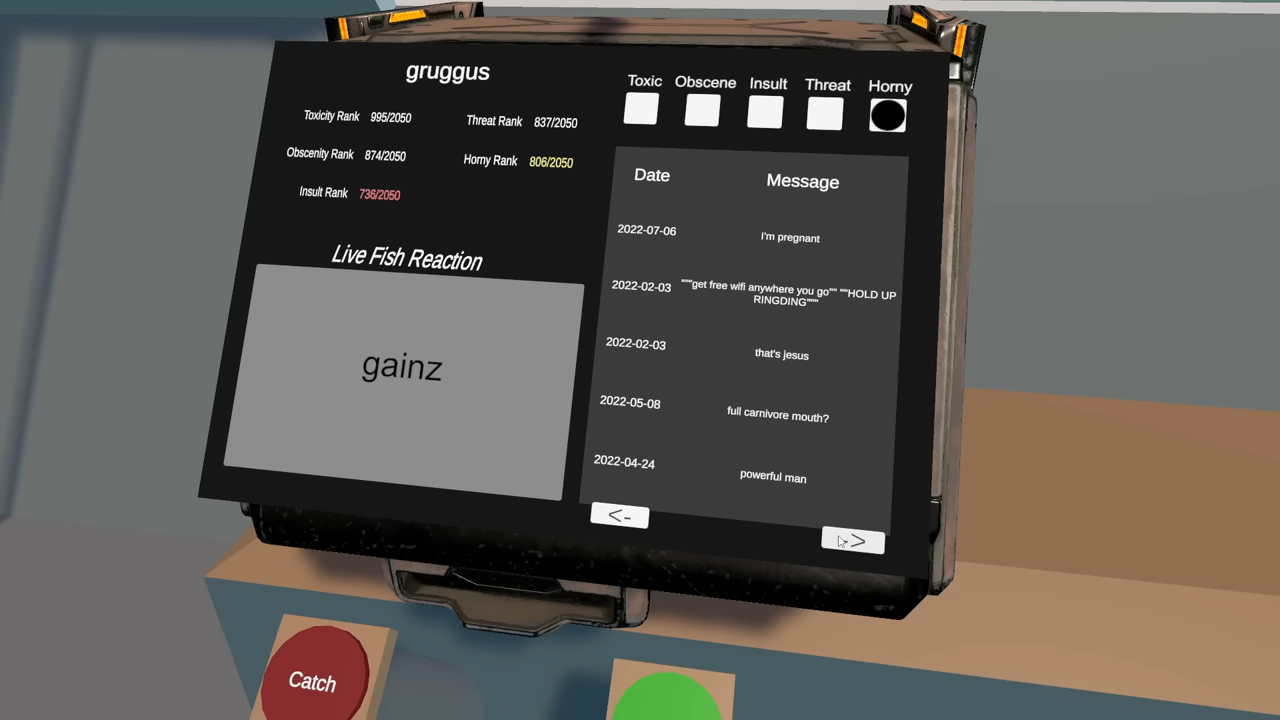 gruggus
Toxicity Rank 995/2050
Threat Rank 837/2050
Obscenity Rank 874/2050
Horny Rank 806/2050
Insult Rank 736/2050
Live Fish Reaction
gainz
Toxic Obscene Insult Threat Horny
Date Message
2022-07-06 I'm pregnant
2022-02-03 """get free wifi anywhere you go"" ""HOLD UP
RINGDING"""
2022-02-03 that's jesus
2022-05-08 full carnivore mouth?
2022-04-24 powerful man
<-
->
Catch